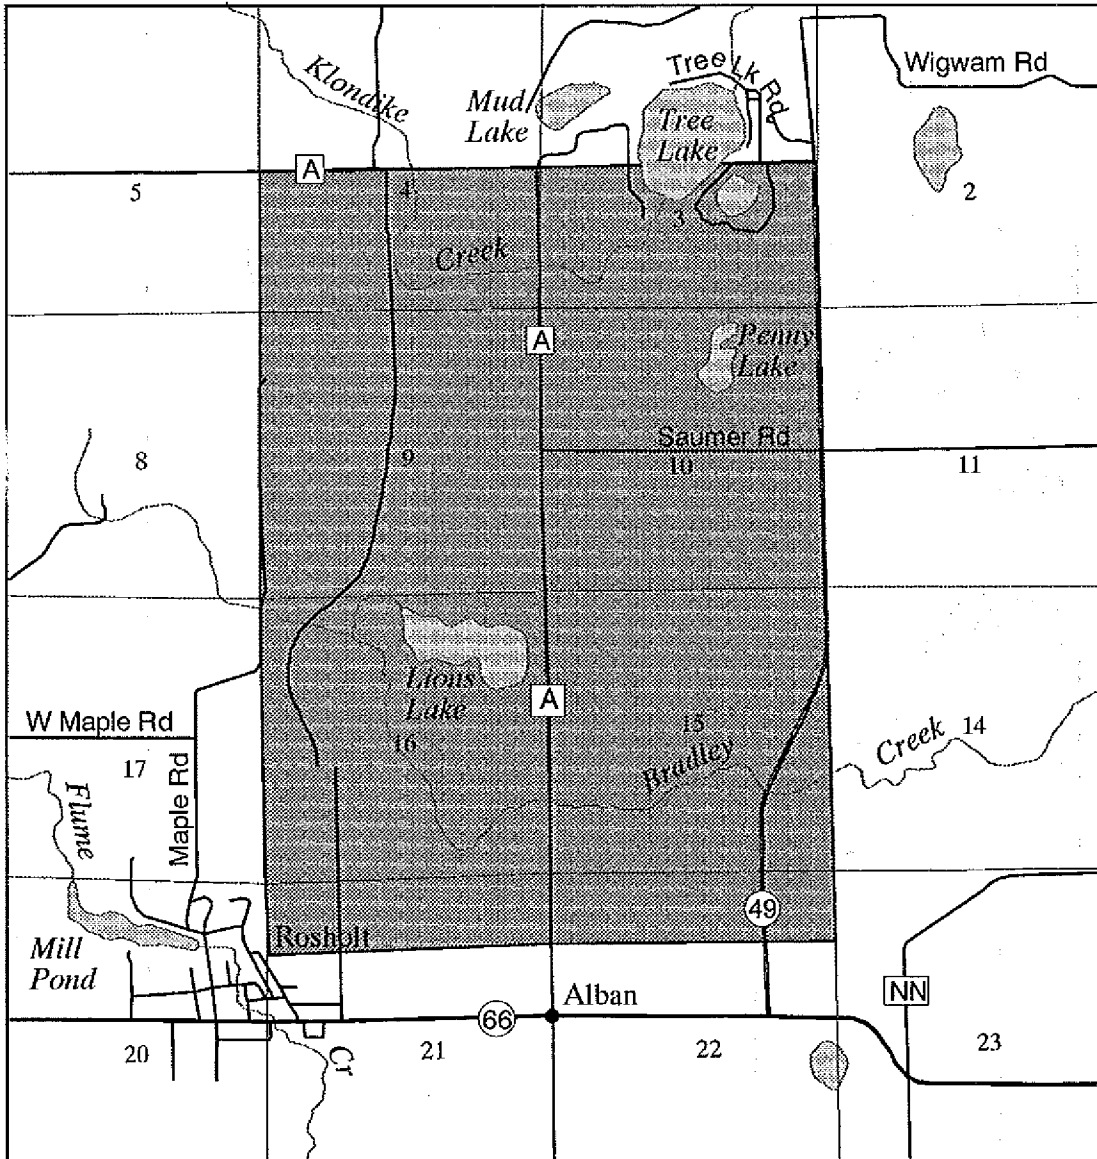 Klondike
Mud
Lake
Tree Lk Rd
Tree
Lake
Wigwam Rd
A
5
4
3
2
Creek
A
Penny
Lake
Saumer Rd
8
9
10
11
Lions
Lake
A
W Maple Rd
17
Maple Rd
16
15
Bradley
Creek
14
Flume
49
Rosholt
Mill
Pond
Alban
NN
66
20
Cr
21
22
23